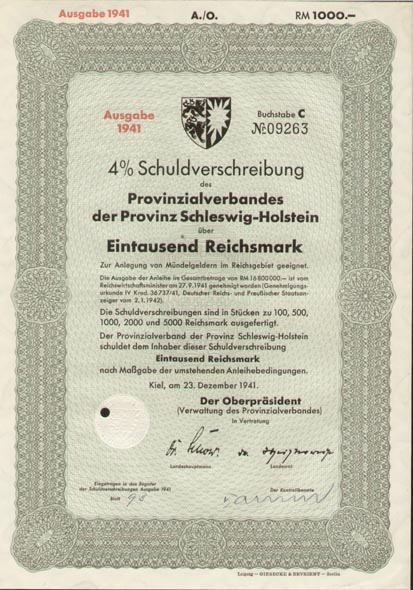 Ausgabe 1941 A./O. RM 1000.—
Ausgabe
1941
Buchstabe C
№ 09263
4% Schuldverschreibung
des
Provinzialverbandes
der Provinz Schleswig-Holstein
über
Eintausend Reichsmark
Zur Anlegung von Mündelgeldern im Reichsgebiet geeignet.
Die Ausgabe der Anleihe im Gesamtbetrage von RM 16 800 000.— ist vom
Reichswirtschaftsminister am 27. 9. 1941 genehmigt worden (Genehmigungs-
urkunde IV Kred. 36 737/41, Deutscher Reichs- und Preußischer Staatsan-
zeiger vom 2. 1. 1942).
Die Schuldverschreibungen sind in Stücken zu 100, 500,
1000, 2000 und 5000 Reichsmark ausgefertigt.
Der Provinzialverband der Provinz Schleswig-Holstein
schuldet dem Inhaber dieser Schuldverschreibung
Eintausend Reichsmark
nach Maßgabe der umstehenden Anleihebedingungen.
Kiel, am 23. Dezember 1941.
Der Oberpräsident
(Verwaltung des Provinzialverbandes)
In Vertretung
Landeshauptmann Landesrat
Eingetragen in das Register
der Schuldverschreibungen Ausgabe 1941
Blatt
Der Kontrollbeamte
Leipzig — GIESECKE & DEVRIENT — Berlin